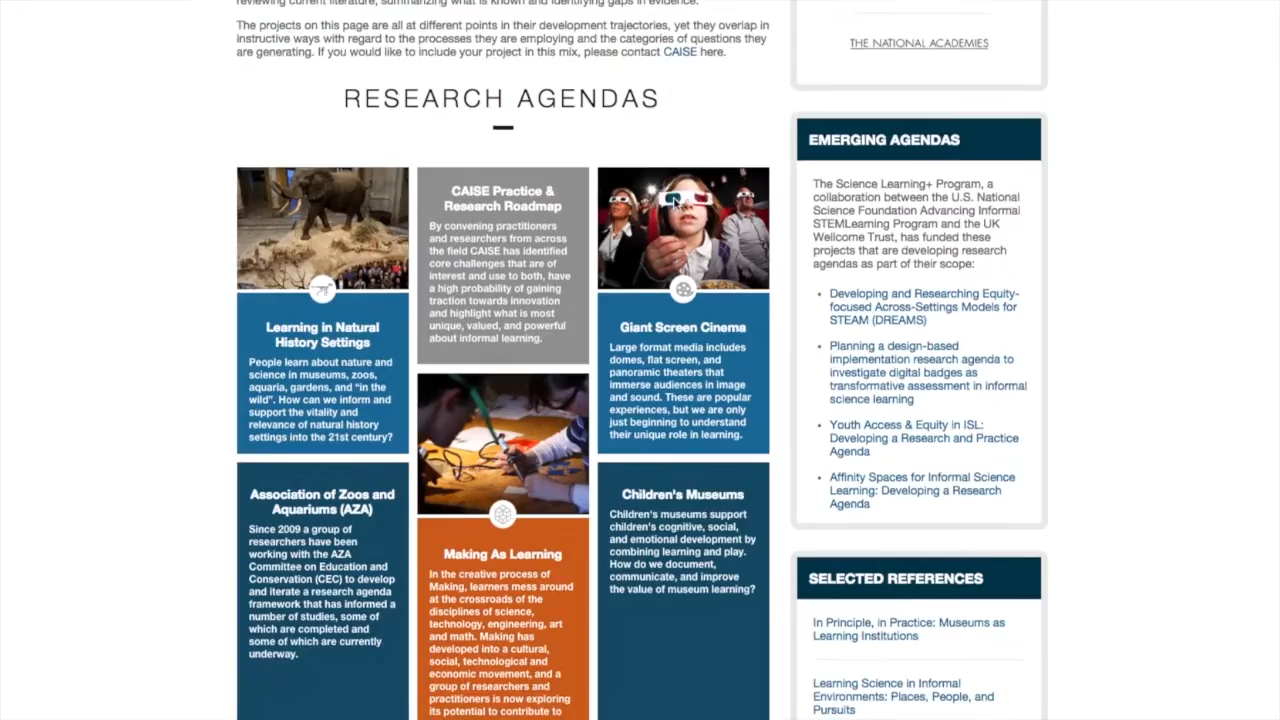 reviewing current literature, summarizing what is known and identifying gaps in evidence.
The projects on this page are all at different points in their development trajectories, yet they overlap in
instructive ways with regard to the processes they are employing and the categories of questions they
are generating. If you would like to include your project in this mix, please contact CAISE here.
RESEARCH AGENDAS
Learning in Natural
History Settings
People learn about nature and
science in museums, zoos,
aquaria, gardens, and “in the
wild”. How can we inform and
support the vitality and
relevance of natural history
settings into the 21st century?
Association of Zoos and
Aquariums (AZA)
Since 2009 a group of
researchers have been
working with the AZA
Committee on Education and
Conservation (CEC) to develop
and iterate a research agenda
framework that has informed a
number of studies, some of
which are completed and
some of which are currently
underway.
CAISE Practice &
Research Roadmap
By convening practitioners
and researchers from across
the field CAISE has identified
core challenges that are of
interest and use to both, have
a high probability of gaining
traction towards innovation
and highlight what is most
unique, valued, and powerful
about informal learning.
Making As Learning
In the creative process of
Making, learners mess around
at the crossroads of the
disciplines of science,
technology, engineering, art
and math. Making has
developed into a cultural,
social, technological and
economic movement, and a
group of researchers and
practitioners is now exploring
its potential to contribute to
Giant Screen Cinema
Large format media includes
domes, flat screen, and
panoramic theaters that
immerse audiences in image
and sound. These are popular
experiences, but we are only
just beginning to understand
their unique role in learning.
Children's Museums
Children's museums support
children's cognitive, social,
and emotional development by
combining learning and play.
How do we document,
communicate, and improve
the value of museum learning?
THE NATIONAL ACADEMIES
EMERGING AGENDAS
The Science Learning+ Program, a
collaboration between the U.S. National
Science Foundation Advancing Informal
STEMLearning Program and the UK
Wellcome Trust, has funded these
projects that are developing research
agendas as part of their scope:
Developing and Researching Equity-
focused Across-Settings Models for
STEAM (DREAMS)
Planning a design-based
implementation research agenda to
investigate digital badges as
transformative assessment in informal
science learning
Youth Access & Equity in ISL:
Developing a Research and Practice
Agenda
Affinity Spaces for Informal Science
Learning: Developing a Research
Agenda
SELECTED REFERENCES
In Principle, in Practice: Museums as
Learning Institutions
Learning Science in Informal
Environments: Places, People, and
Pursuits